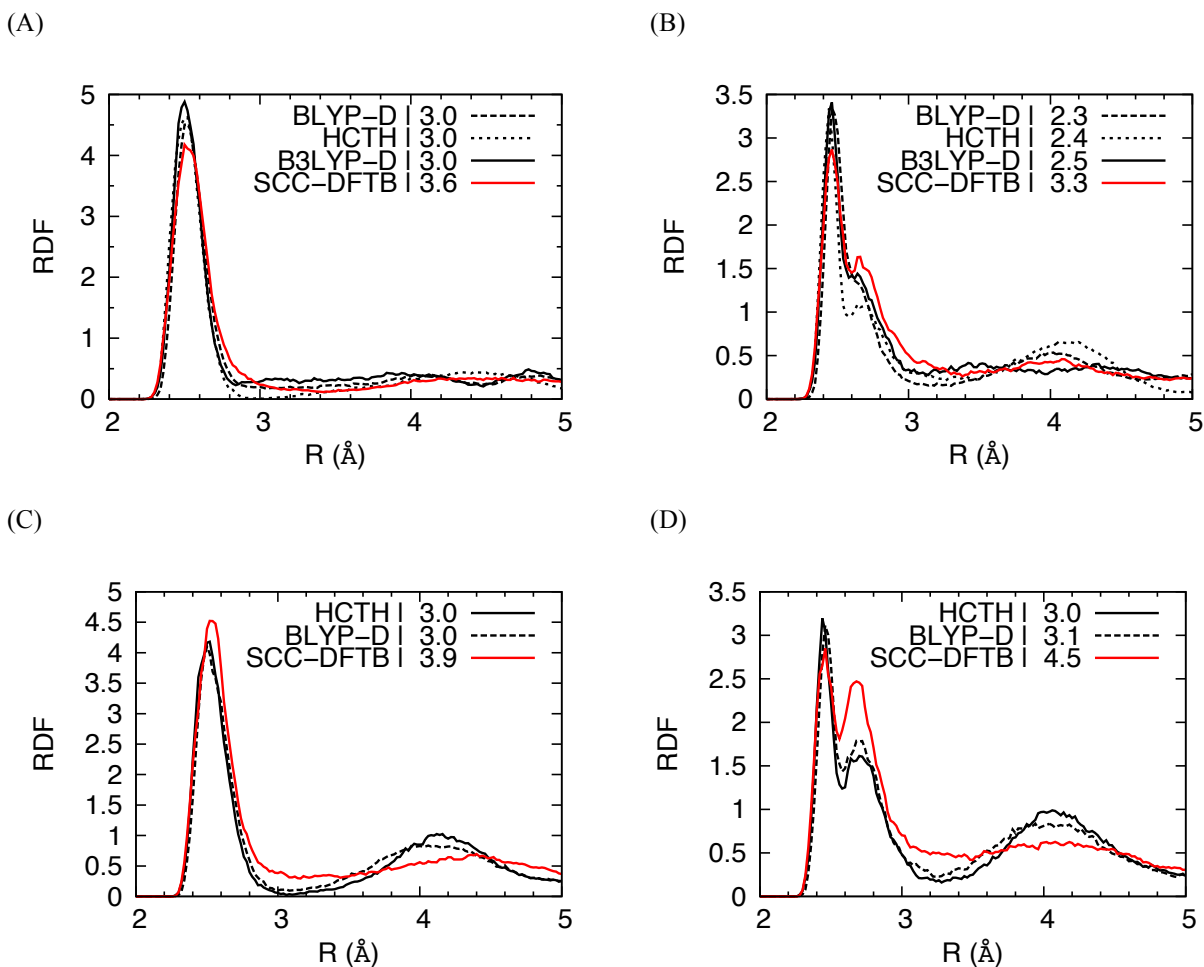 (A)
(B)
BLYP-D | 3.0
HCTH | 3.0
B3LYP-D | 3.0
SCC-DFTB | 3.6
RDF
5
4
3
2
1
0
2 3 4 5
R (Å)
BLYP-D | 2.3
HCTH | 2.4
B3LYP-D | 2.5
SCC-DFTB | 3.3
RDF
3.5
3
2.5
2
1.5
1
0.5
0
2 3 4 5
R (Å)
(C)
(D)
HCTH | 3.0
BLYP-D | 3.0
SCC-DFTB | 3.9
RDF
5
4.5
4
3.5
3
2.5
2
1.5
1
0.5
0
2 3 4 5
R (Å)
HCTH | 3.0
BLYP-D | 3.1
SCC-DFTB | 4.5
RDF
3.5
3
2.5
2
1.5
1
0.5
0
2 3 4 5
R (Å)